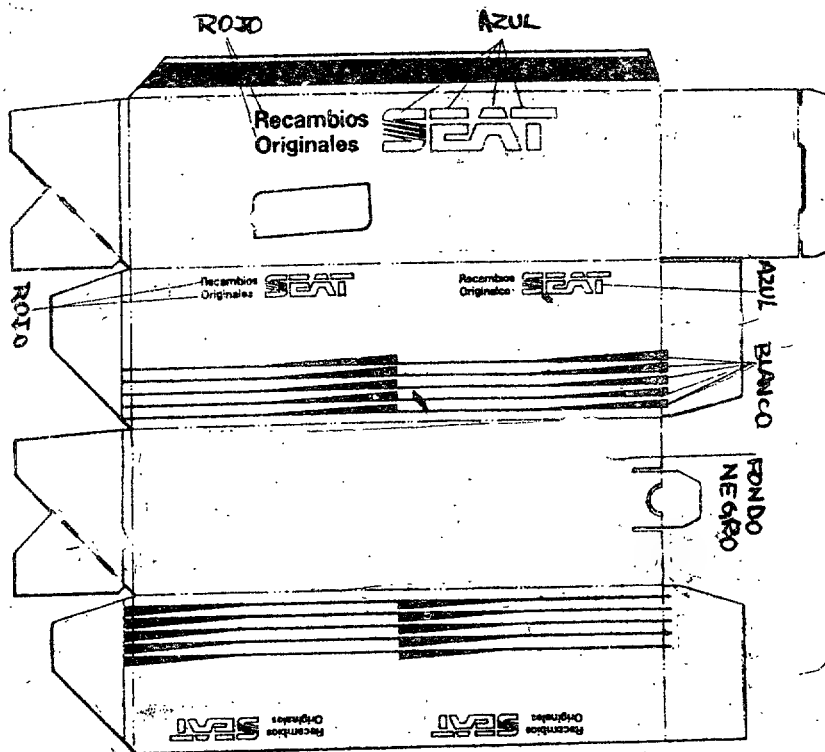 ROJO
AZUL
Recambios
Originales
SEAT
Recambios
Originales
SEAT
Recambios
Originales
SEAT
ROJO
AZUL
BLANCO
FONDO
NEGRO
Recambios
Originales
SEAT
Recambios
Originales
SEAT